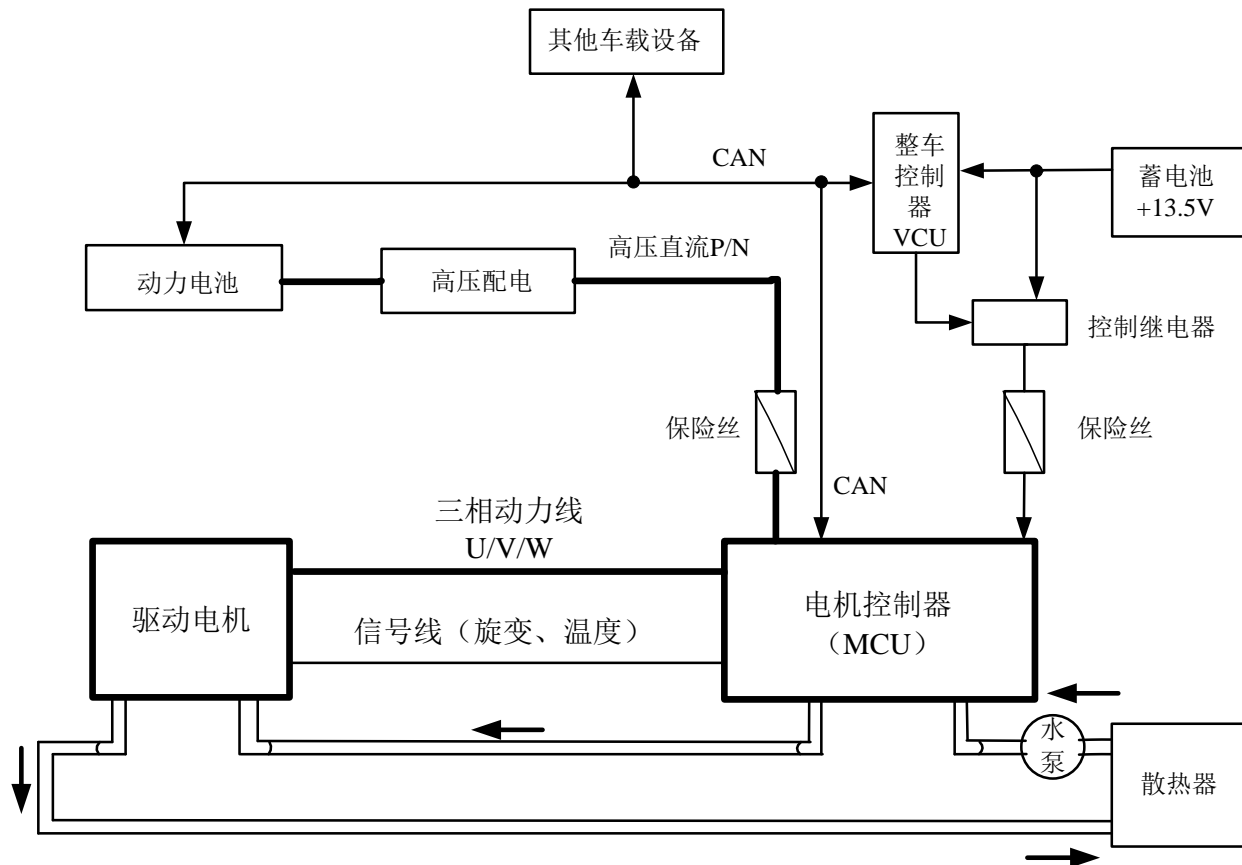 其他车载设备
CAN
整车
控制
器
VCU
蓄电池
+13.5V
动力电池
高压配电
高压直流P/N
控制继电器
保险丝
保险丝
CAN
三相动力线
U/V/W
驱动电机
信号线（旋变、温度）
电机控制器
（MCU）
水
泵
散热器